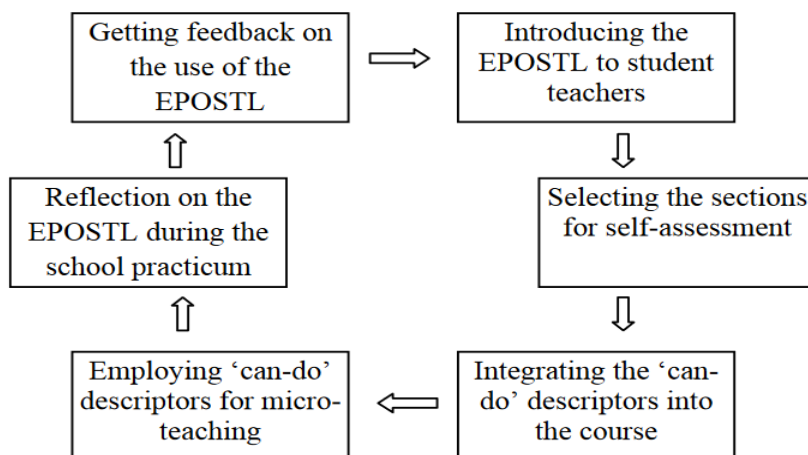 Getting feedback on
the use of the
EPOSTL
Introducing the
EPOSTL to student
teachers
Selecting the sections
for self-assessment
Integrating the ‘can-
do’ descriptors into
the course
Employing ‘can-do’
descriptors for micro-
teaching
Reflection on the
EPOSTL during the
school practicum